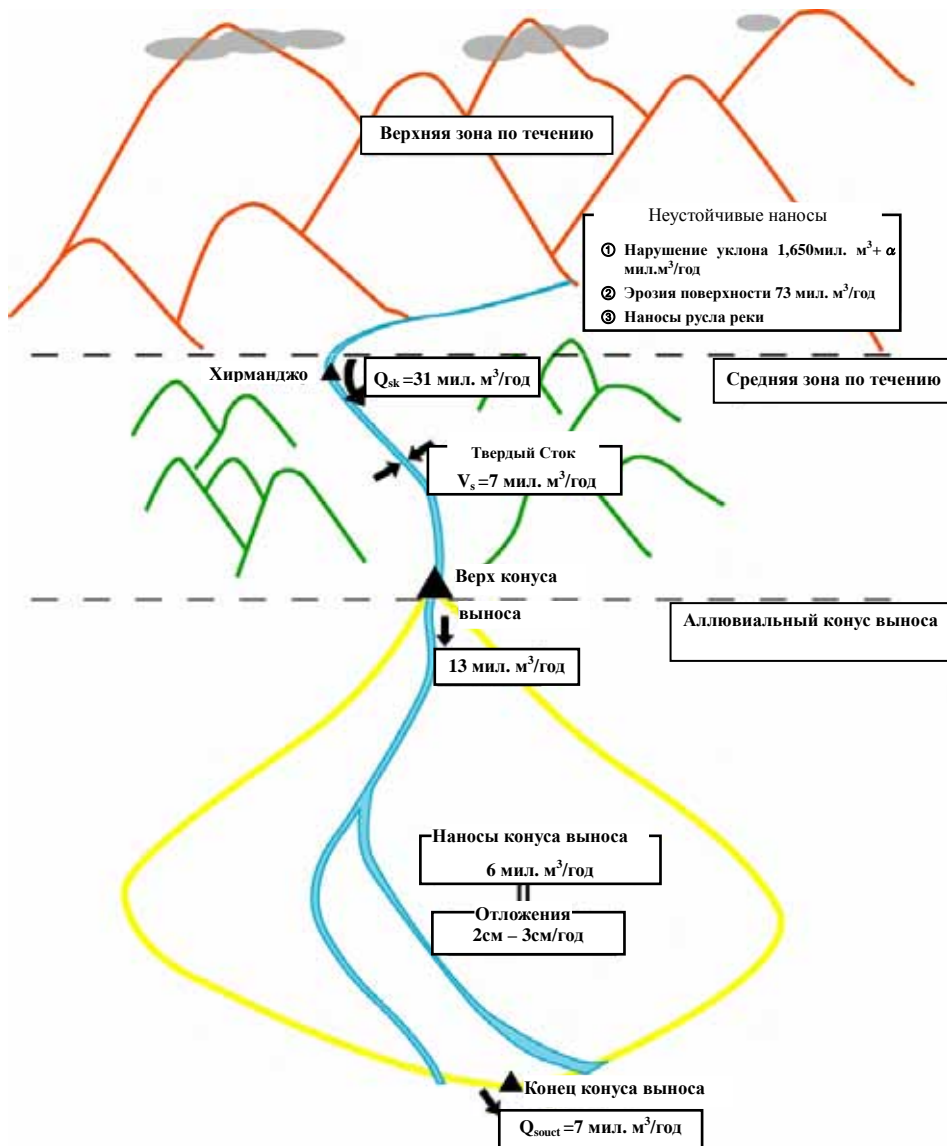 Верхняя зона по течению
Неустойчивые наносы
① Нарушение уклона 1,650мил. м³+ α
мил.м³/год
② Эрозия поверхности 73 мил. м³/год
③ Наносы русла реки
Хирманджо
Qsk =31 мил. м³/год
Средняя зона по течению
Твердый Сток
Vs =7 мил. м³/год
Верх конуса
выноса
Аллювиальный конус выноса
13 мил. м³/год
Наносы конуса выноса
6 мил. м³/год
Отложения
2см – 3см/год
Конец конуса выноса
Qsouct =7 мил. м³/год